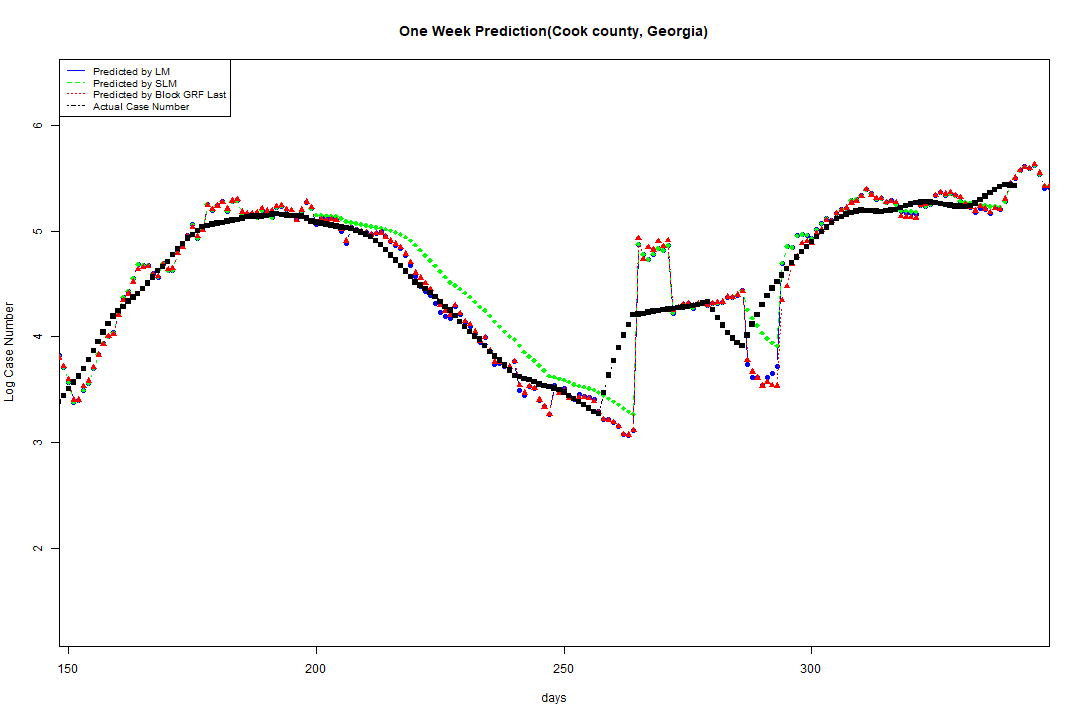 One Week Prediction(Cook county, Georgia)
Predicted by LM
Predicted by SLM
Predicted by Block GRF Last
Actual Case Number
6
5
4
3
2
Log Case Number
150 200 250 300
days